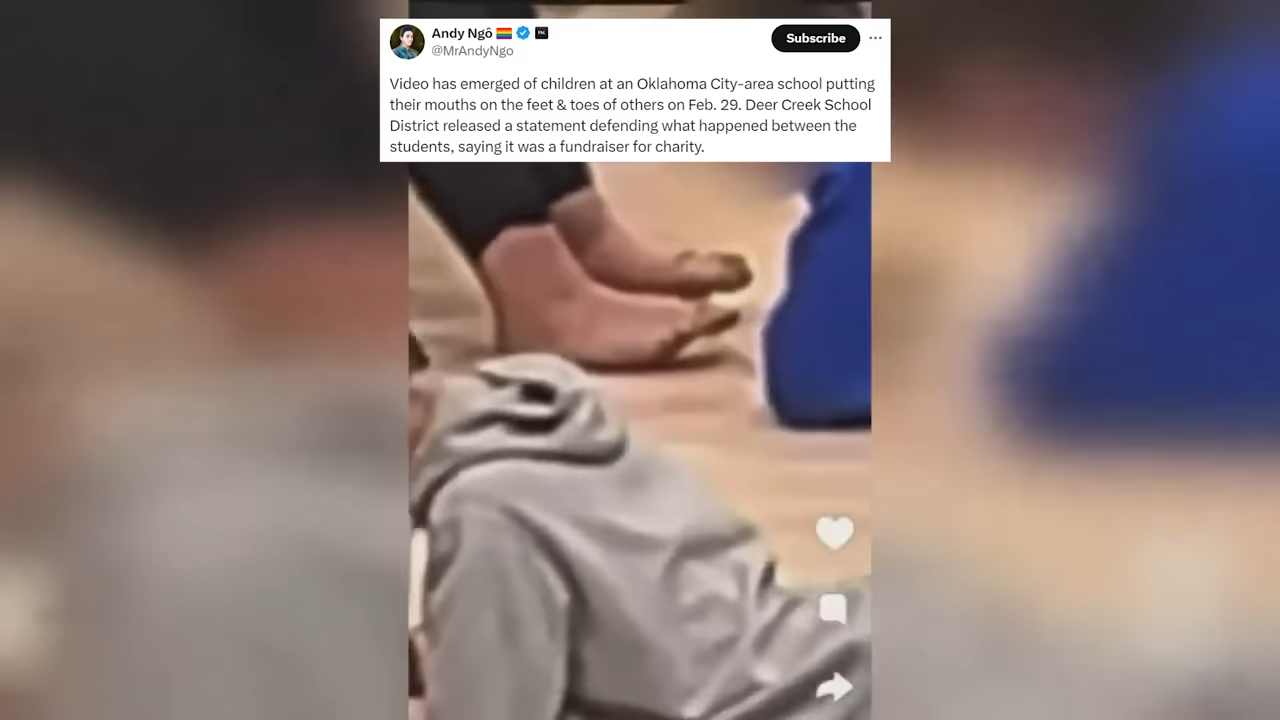 Andy Ngô
@MrAndyNgo
Subscribe
Video has emerged of children at an Oklahoma City-area school putting
their mouths on the feet & toes of others on Feb. 29. Deer Creek School
District released a statement defending what happened between the
students, saying it was a fundraiser for charity.